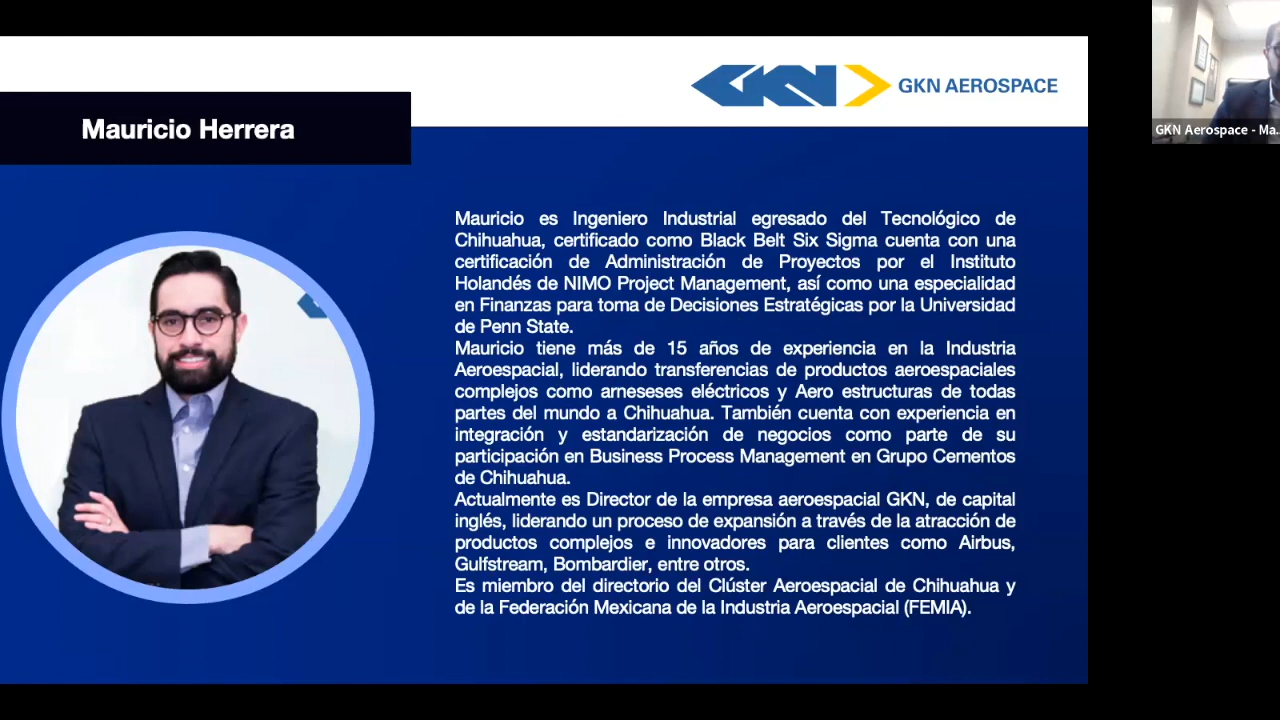 GKN AEROSPACE
Mauricio Herrera
GKN Aerospace - Ma...
Mauricio es Ingeniero Industrial egresado del Tecnológico de
Chihuahua, certificado como Black Belt Six Sigma cuenta con una
certificación de Administración de Proyectos por el Instituto
Holandés de NIMO Project Management, así como una especialidad
en Finanzas para toma de Decisiones Estratégicas por la Universidad
de Penn State.
Mauricio tiene más de 15 años de experiencia en la Industria
Aeroespacial, liderando transferencias de productos aeroespaciales
complejos como arneseses eléctricos y Aero estructuras de todas
partes del mundo a Chihuahua. También cuenta con experiencia en
integración y estandarización de negocios como parte de su
participación en Business Process Management en Grupo Cementos
de Chihuahua.
Actualmente es Director de la empresa aeroespacial GKN, de capital
inglés, liderando un proceso de expansión a través de la atracción de
productos complejos e innovadores para clientes como Airbus,
Gulfstream, Bombardier, entre otros.
Es miembro del directorio del Clúster Aeroespacial de Chihuahua y
de la Federación Mexicana de la Industria Aeroespacial (FEMIA).